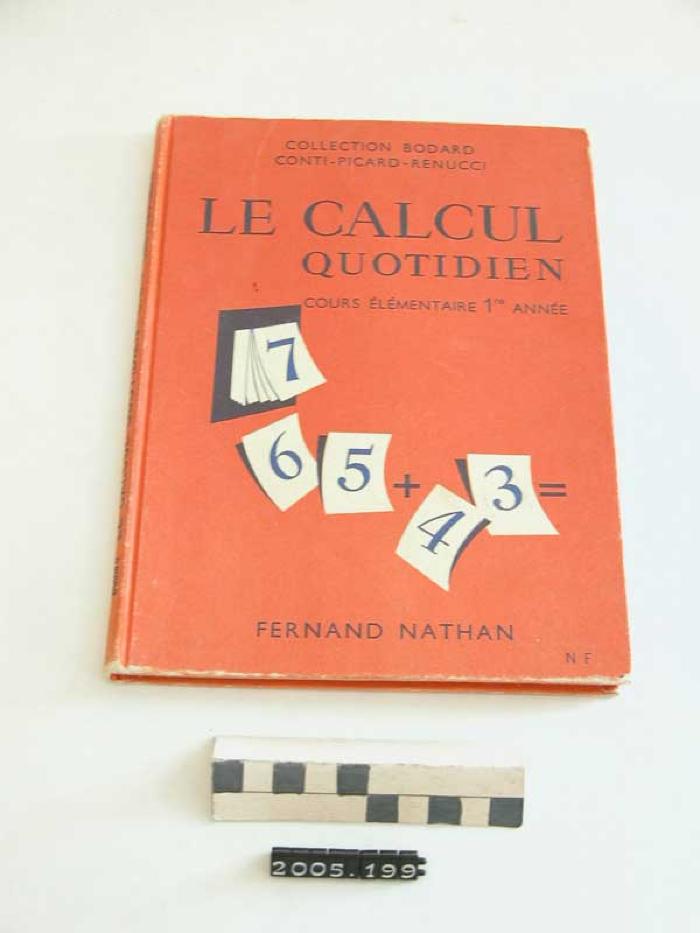 COLLECTION BODARD
CONTI-PICARD-RENUCCI
LE CALCUL
QUOTIDIEN
COURS ÉLÉMENTAIRE 1re ANNÉE
7
6 5 + 4 3 =
FERNAND NATHAN
N F
2005.199